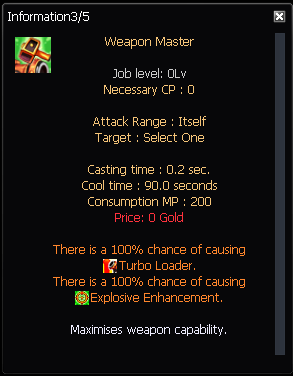 Information3/5
Weapon Master
Job level: 0Lv
Necessary CP : 0
Attack Range : Itself
Target : Select One
Casting time : 0.2 sec.
Cool time : 90.0 seconds
Consumption MP : 200
Price: 0 Gold
There is a 100% chance of causing
Turbo Loader.
There is a 100% chance of causing
Explosive Enhancement.
Maximises weapon capability.